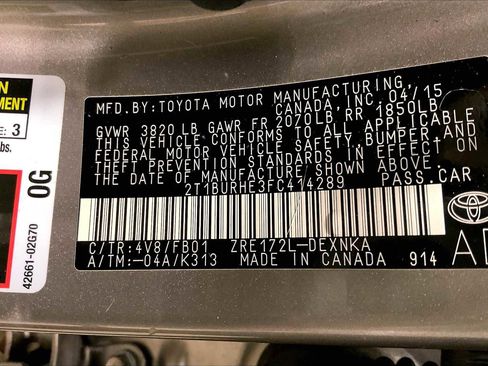 MFD. BY: TOYOTA MOTOR MANUFACTURING
CANADA, INC. 04/15
GVWR 3820 LB GAWR FR 2070LB RR 1850LB
THIS VEHICLE CONFORMS TO ALL APPLICABLE
FEDERAL MOTOR VEHICLE SAFETY, BUMPER, AND
THEFT PREVENTION STANDARDS IN EFFECT ON
THE DATE OF MANUFACTURE SHOWN ABOVE.
2T1BURHE3FC414289 PASS. CAR
C/TR: 4V8/FB01 ZRE172L-DEXNKA
A/TM: -04A/K313 MADE IN CANADA 914
TOYOTA
: 3
bs.
0G
42661-02G70